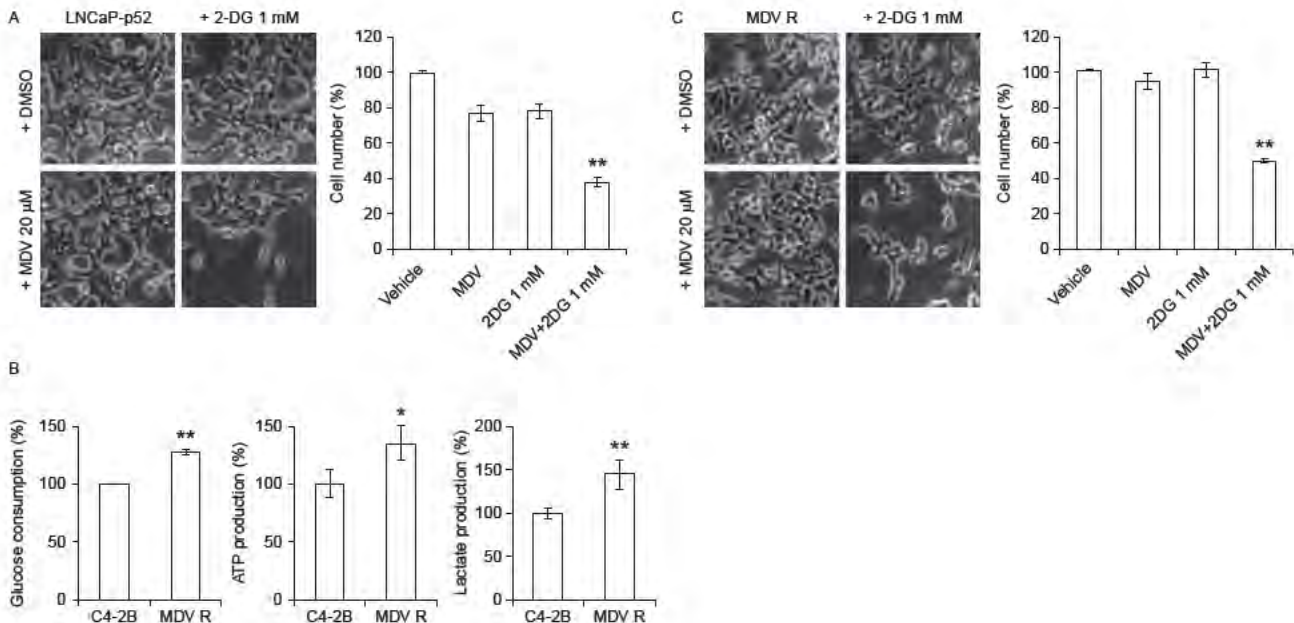 A
LNCaP-p52
+ 2-DG 1 mM
+ DMSO
+ MDV 20 µM
Cell number (%)
120
100
80
60
40
20
0
**
Vehicle
MDV
2DG 1 mM
MDV+2DG 1 mM
C
MDV R
+ 2-DG 1 mM
+ DMSO
+ MDV 20 µM
Cell number (%)
120
100
80
60
40
20
0
**
Vehicle
MDV
2DG 1 mM
MDV+2DG 1 mM
B
Glucose consumption (%)
150
100
50
0
**
C4-2B
MDV R
ATP production (%)
150
100
50
0
*
C4-2B
MDV R
Lactate production (%)
200
150
100
50
0
**
C4-2B
MDV R